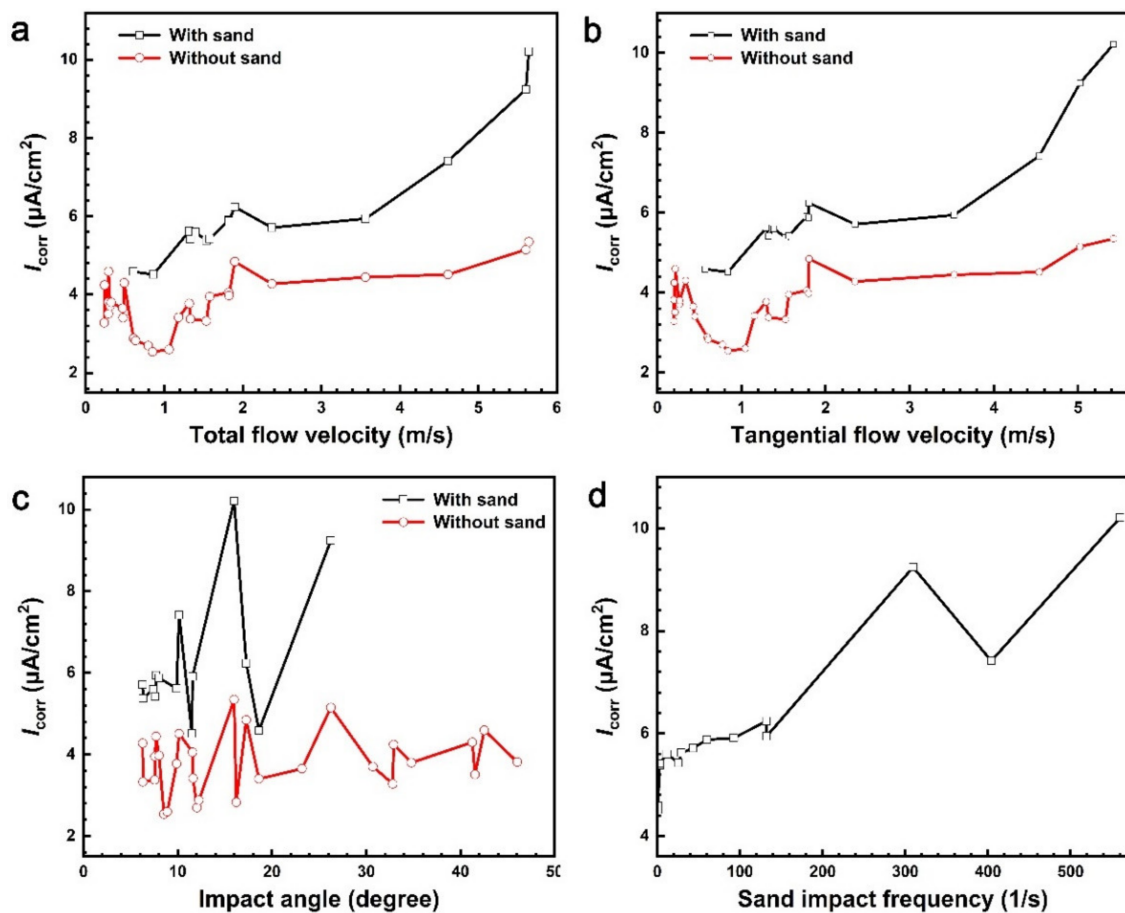 a
With sand
Without sand
I_corr (μA/cm²)
10
8
6
4
2
0 1 2 3 4 5 6
Total flow velocity (m/s)
b
With sand
Without sand
I_corr (μA/cm²)
10
8
6
4
2
0 1 2 3 4 5
Tangential flow velocity (m/s)
c
With sand
Without sand
I_corr (μA/cm²)
10
8
6
4
2
0 10 20 30 40 50
Impact angle (degree)
d
I_corr (μA/cm²)
10
8
6
4
0 100 200 300 400 500
Sand impact frequency (1/s)